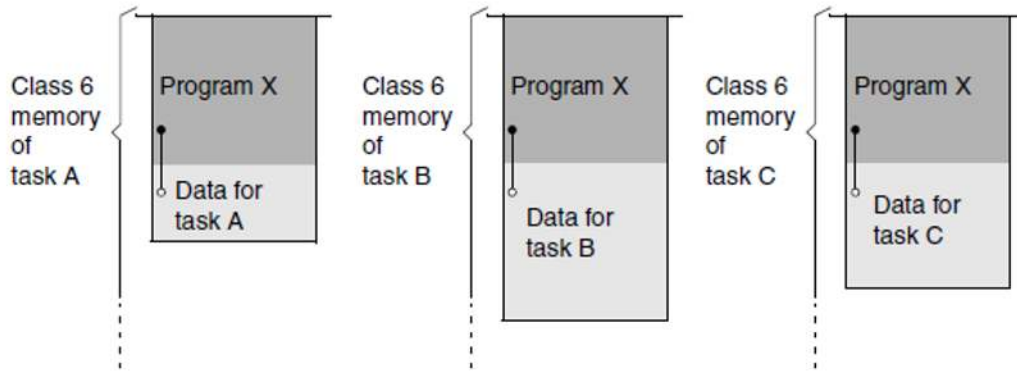 Class 6
memory
of
task A
Program X
Data for
task A
Class 6
memory
of
task B
Program X
Data for
task B
Class 6
memory
of
task C
Program X
Data for
task C